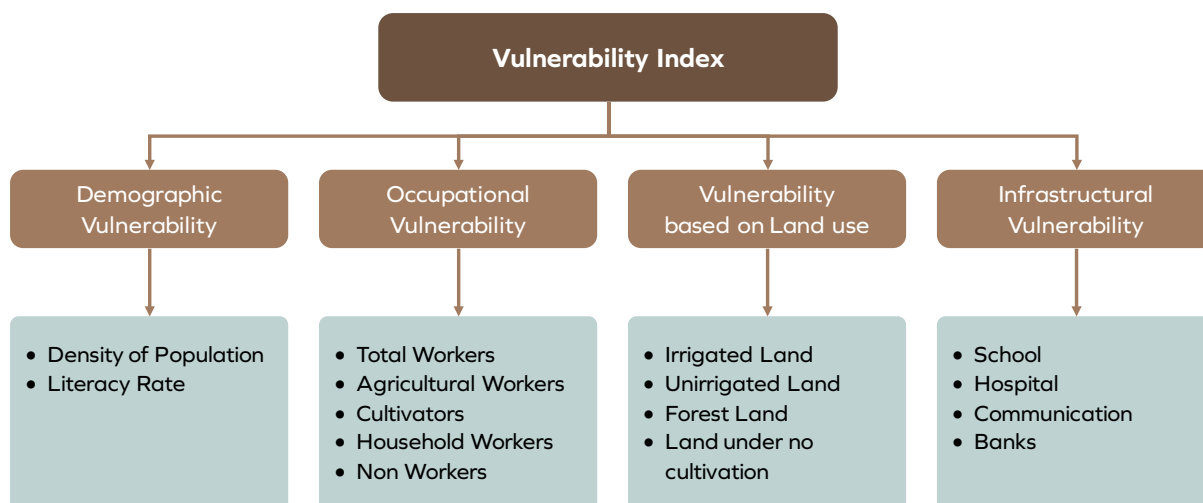 Vulnerability Index
Demographic
Vulnerability
Occupational
Vulnerability
Vulnerability
based on Land use
Infrastructural
Vulnerability
• Density of Population
• Literacy Rate
• Total Workers
• Agricultural Workers
• Cultivators
• Household Workers
• Non Workers
• Irrigated Land
• Unirrigated Land
• Forest Land
• Land under no
cultivation
• School
• Hospital
• Communication
• Banks